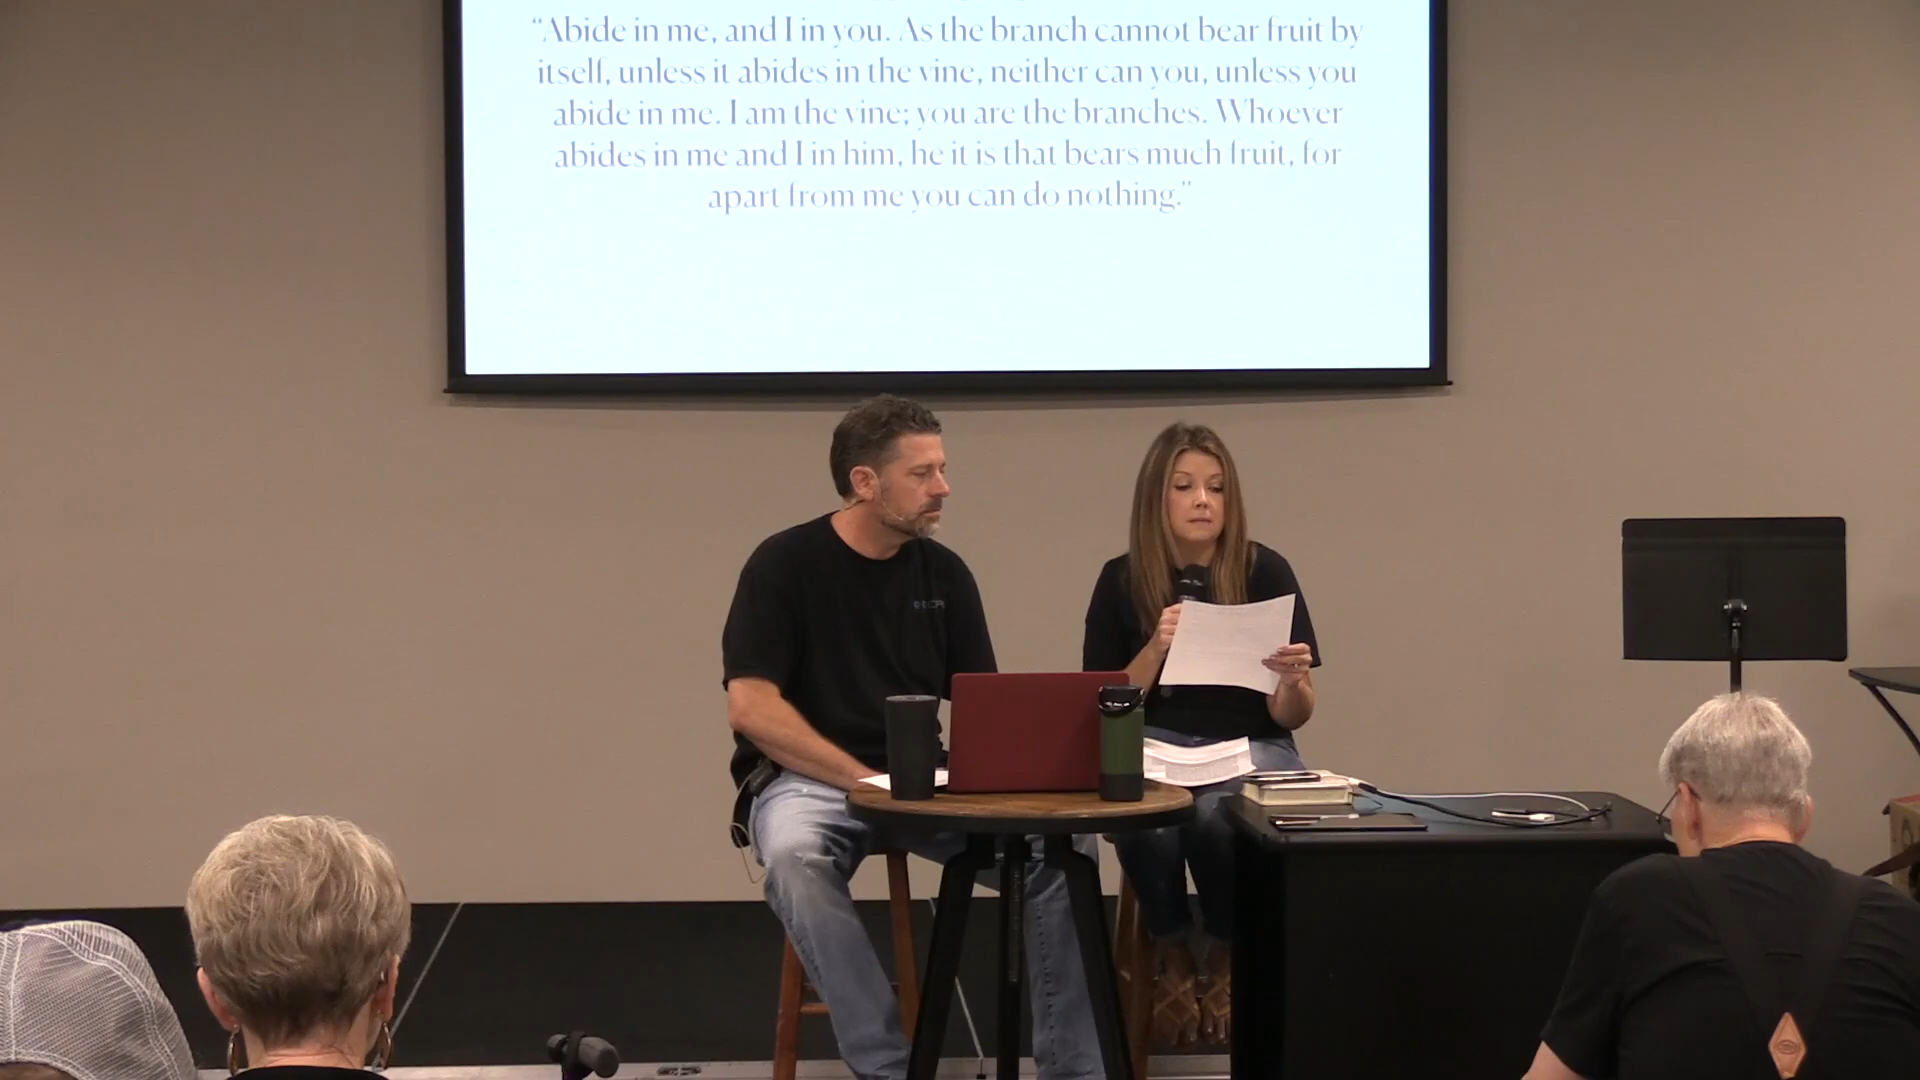 “Abide in me, and I in you. As the branch cannot bear fruit by
itself, unless it abides in the vine, neither can you, unless you
abide in me. I am the vine; you are the branches. Whoever
abides in me and I in him, he it is that bears much fruit, for
apart from me you can do nothing.”